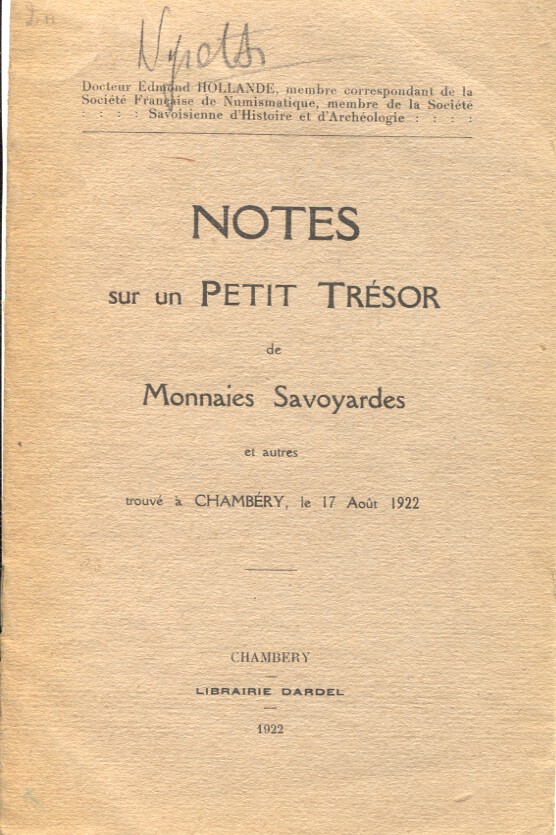 Docteur Edmond HOLLANDE, membre correspondant de la
Société Française de Numismatique, membre de la Société
: : : : Savoisienne d'Histoire et d'Archéologie : : : :
NOTES
sur un PETIT TRÉSOR
de
Monnaies Savoyardes
et autres
trouvé à CHAMBÉRY, le 17 Août 1922
CHAMBERY
LIBRAIRIE DARDEL
1922